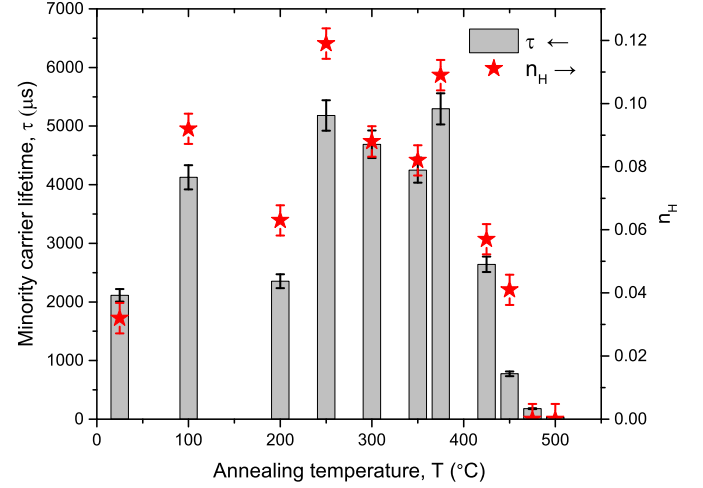 7000
6000
5000
4000
3000
2000
1000
0
Minority carrier lifetime, τ (μs)
τ ←
n_H →
0.12
0.10
0.08
0.06
0.04
0.02
0.00
n_H
0 100 200 300 400 500
Annealing temperature, T (°C)